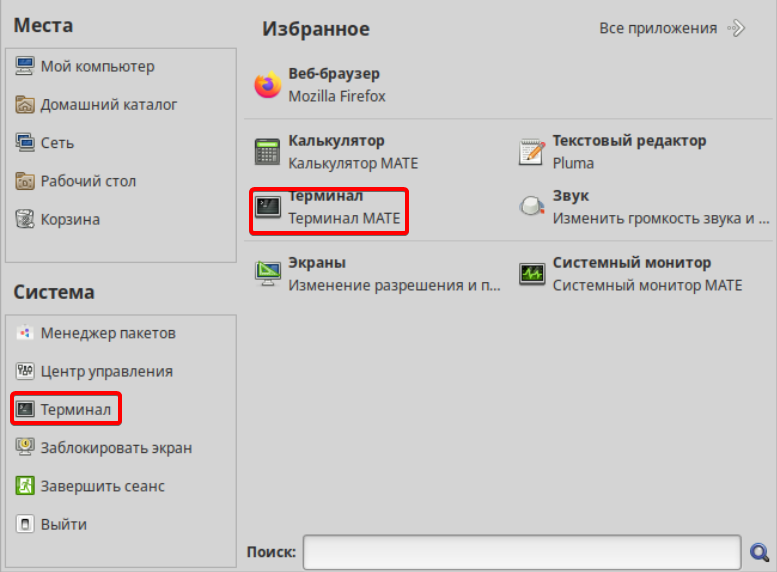 Места
Мой компьютер
Домашний каталог
Сеть
Рабочий стол
Корзина
Система
Менеджер пакетов
Центр управления
Терминал
Заблокировать экран
Завершить сеанс
Выйти
Избранное
Все приложения
Веб-браузер
Mozilla Firefox
Калькулятор
Калькулятор MATE
Текстовый редактор
Pluma
Терминал
Терминал MATE
Звук
Изменить громкость звука и ...
Экраны
Изменение разрешения и п...
Системный монитор
Системный монитор MATE
Поиск: